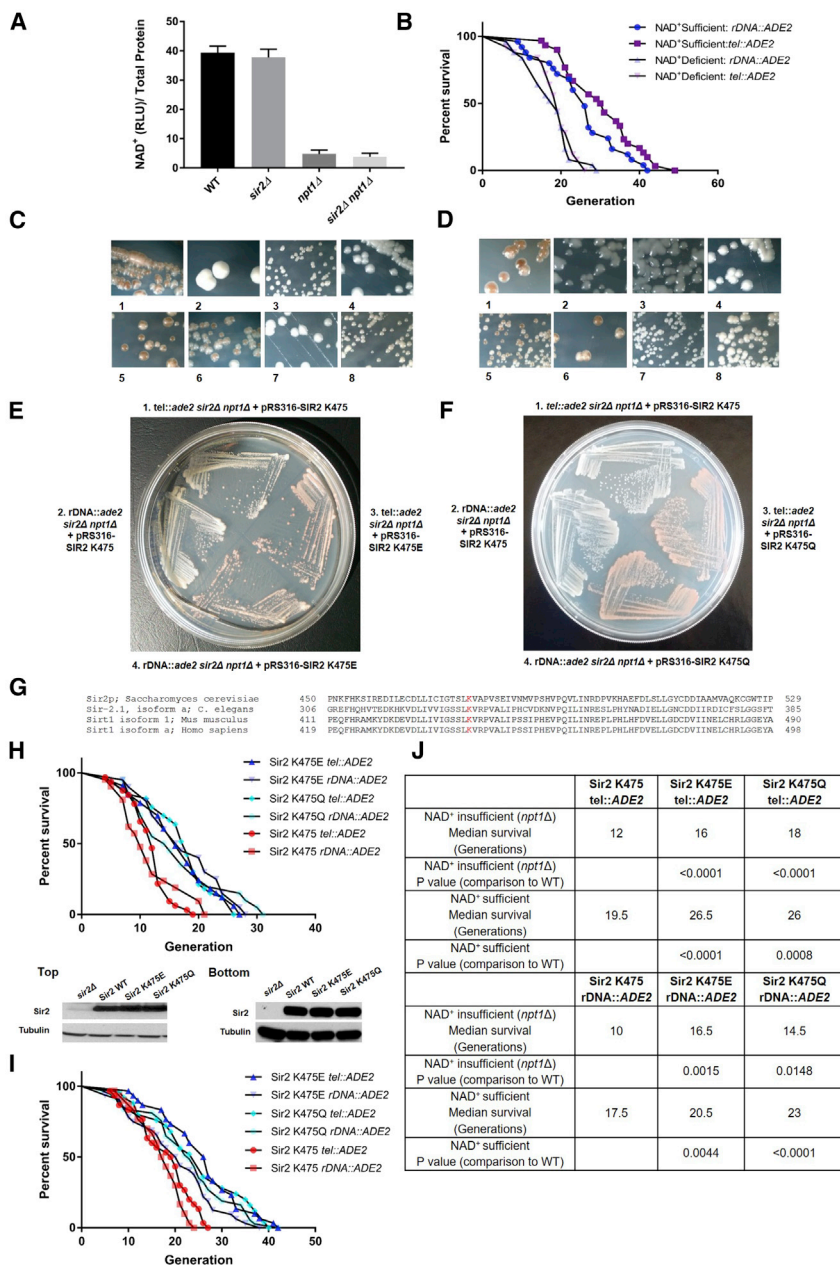 A
NAD+ (RLU)/ Total Protein
50
40
30
20
10
0
WT
sir2Δ
npt1Δ
sir2Δ npt1Δ
B
Percent survival
100
50
0
0
20
40
60
Generation
NAD+Sufficient: rDNA::ADE2
NAD+Sufficient:tel::ADE2
NAD+Deficient: rDNA::ADE2
NAD+Deficient: tel::ADE2
C
1
2
3
4
5
6
7
8
D
1
2
3
4
5
6
7
8
E
1. tel::ade2 sir2Δ npt1Δ + pRS316-SIR2 K475
2. rDNA::ade2
sir2Δ npt1Δ
+ pRS316-
SIR2 K475
3. tel::ade2
sir2Δ npt1Δ
+ pRS316-
SIR2 K475E
4. rDNA::ade2 sir2Δ npt1Δ + pRS316-SIR2 K475E
F
1. tel::ade2 sir2Δ npt1Δ + pRS316-SIR2 K475
2. rDNA::ade2
sir2Δ npt1Δ
+ pRS316-
SIR2 K475
3. tel::ade2
sir2Δ npt1Δ
+ pRS316-
SIR2 K475Q
4. rDNA::ade2 sir2Δ npt1Δ + pRS316-SIR2 K475Q
G
Sir2p; Saccharomyces cerevisiae 450 PNKFHKSIREDILECDLLICIGTSLKVAPVSEIVNMVPSHVPQVLINRDPVKHAEFDLSLLGYCDDIAAMVAQKCGWTIP 529
Sir-2.1, isoform a; C. elegans 306 GREFHQHVTEDKHKVDLIVVIGSSLKVRPVALIPHCVDKNVPQILINRESLPHYNADIELLGNCDDIIRDICFSLGGSFT 385
Sirt1 isoform 1; Mus musculus 411 PEQFHRAMKYDKDEVDLLIVIGSSLKVRPVALIPSSIPHEVPQILINREPLPHLHFDVELLGDCDVIINELCHRLGGEYA 490
Sirt1 isoform a; Homo sapiens 419 PEQFHRAMKYDKDEVDLLIVIGSSLKVRPVALIPSSIPHEVPQILINREPLPHLHFDVELLGDCDVIINELCHRLGGEYA 498
H
Percent survival
100
50
0
0
10
20
30
40
Generation
Sir2 K475E tel::ADE2
Sir2 K475E rDNA::ADE2
Sir2 K475Q tel::ADE2
Sir2 K475Q rDNA::ADE2
Sir2 K475 tel::ADE2
Sir2 K475 rDNA::ADE2
Top
sir2Δ
Sir2 WT
Sir2 K475E
Sir2 K475Q
Sir2
Tubulin
Bottom
sir2Δ
Sir2 WT
Sir2 K475E
Sir2 K475Q
Sir2
Tubulin
I
Percent survival
100
50
0
0
10
20
30
40
50
Generation
Sir2 K475E tel::ADE2
Sir2 K475E rDNA::ADE2
Sir2 K475Q tel::ADE2
Sir2 K475Q rDNA::ADE2
Sir2 K475 tel::ADE2
Sir2 K475 rDNA::ADE2
J
Sir2 K475 tel::ADE2 Sir2 K475E tel::ADE2 Sir2 K475Q tel::ADE2
NAD+ insufficient (npt1Δ)
Median survival
(Generations)
12 16 18
NAD+ insufficient (npt1Δ)
P value (comparison to WT)
<0.0001 <0.0001
NAD+ sufficient
Median survival
(Generations)
19.5 26.5 26
NAD+ sufficient
P value (comparison to WT)
<0.0001 0.0008
Sir2 K475 rDNA::ADE2 Sir2 K475E rDNA::ADE2 Sir2 K475Q rDNA::ADE2
NAD+ insufficient (npt1Δ)
Median survival
(Generations)
10 16.5 14.5
NAD+ insufficient (npt1Δ)
P value (comparison to WT)
0.0015 0.0148
NAD+ sufficient
Median survival
(Generations)
17.5 20.5 23
NAD+ sufficient
P value (comparison to WT)
0.0044 <0.0001